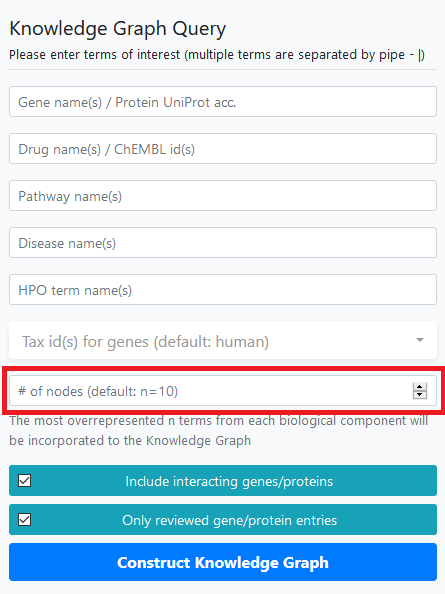 Knowledge Graph Query
Please enter terms of interest (multiple terms are separated by pipe - |)
Gene name(s) / Protein UniProt acc.
Drug name(s) / ChEMBL id(s)
Pathway name(s)
Disease name(s)
HPO term name(s)
Tax id(s) for genes (default: human)
# of nodes (default: n=10)
The most overrepresented n terms from each biological component will
be incorporated to the Knowledge Graph
Include interacting genes/proteins
Only reviewed gene/protein entries
Construct Knowledge Graph